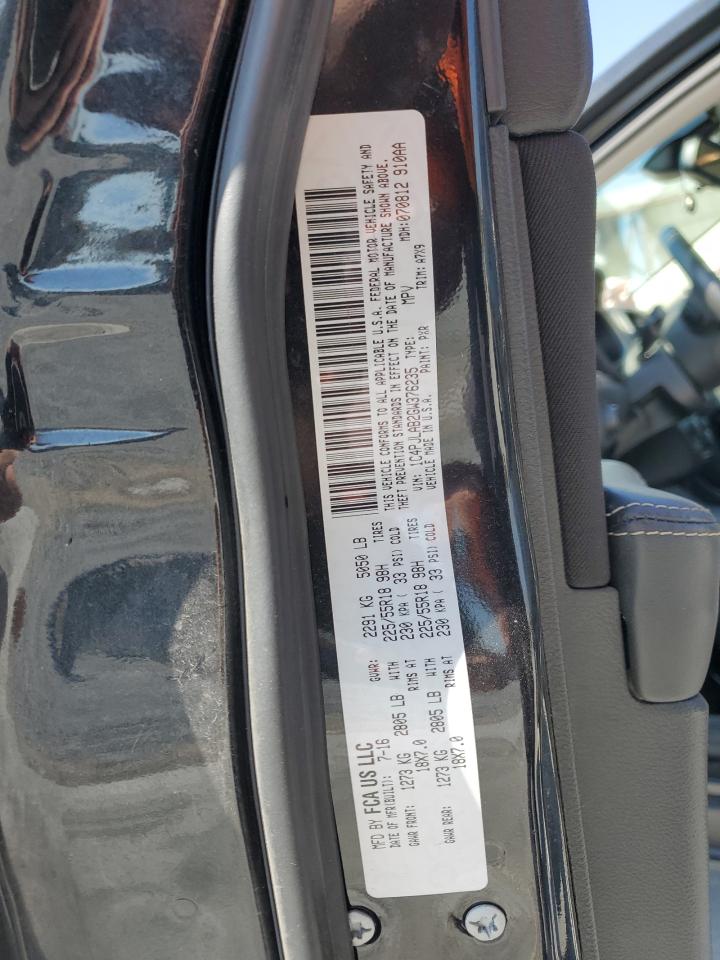 MFD BY FCA US LLC
DATE OF MFR(BUILT): 7-16 GVWR: 2291 KG 5050 LB
GAWR FRONT: 1273 KG 2805 LB WITH 225/55R18 98H TIRES
18X7.0 RIMS AT 230 KPA ( 33 PSI) COLD
GAWR REAR: 1273 KG 2805 LB WITH 225/55R18 98H TIRES
18X7.0 RIMS AT 230 KPA ( 33 PSI) COLD
THIS VEHICLE CONFORMS TO ALL APPLICABLE U.S.A. FEDERAL MOTOR VEHICLE SAFETY AND
THEFT PREVENTION STANDARDS IN EFFECT ON THE DATE OF MANUFACTURE SHOWN ABOVE.
VIN: 1C4PJLAB2GW376235 TYPE: MPV MDH:070812 910AA
VEHICLE MADE IN U.S.A. PAINT: PXR TRIM: A7X9